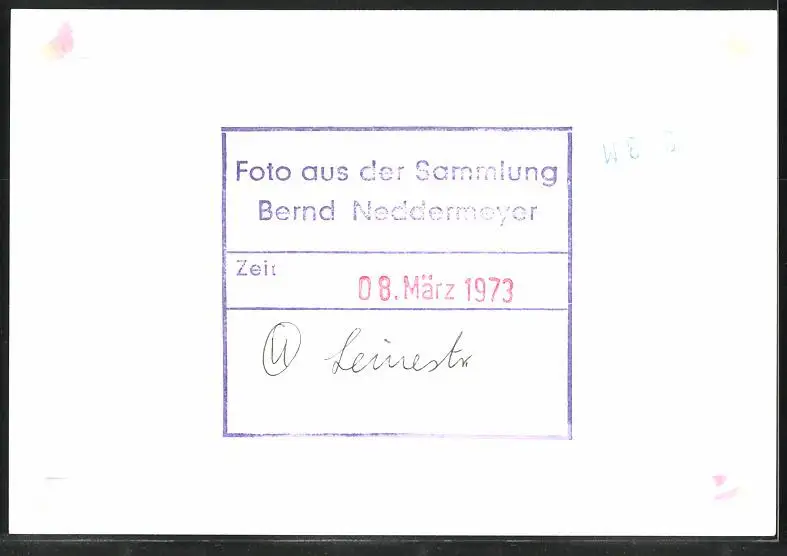 Foto aus der Sammlung
Bernd Neddermeyer
Zeit
08. März 1973
U Leinestr